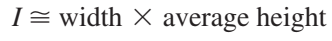 I ≅ width × average height